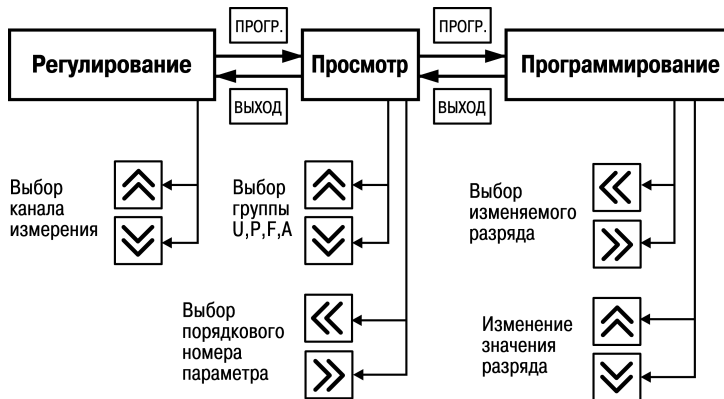 ПРОГР.
ПРОГР.
Регулирование
Просмотр
Программирование
ВЫХОД
ВЫХОД
Выбор
канала
измерения
Выбор
группы
U,P,F,A
Выбор
изменяемого
разряда
Выбор
порядкового
номера
параметра
Изменение
значения
разряда